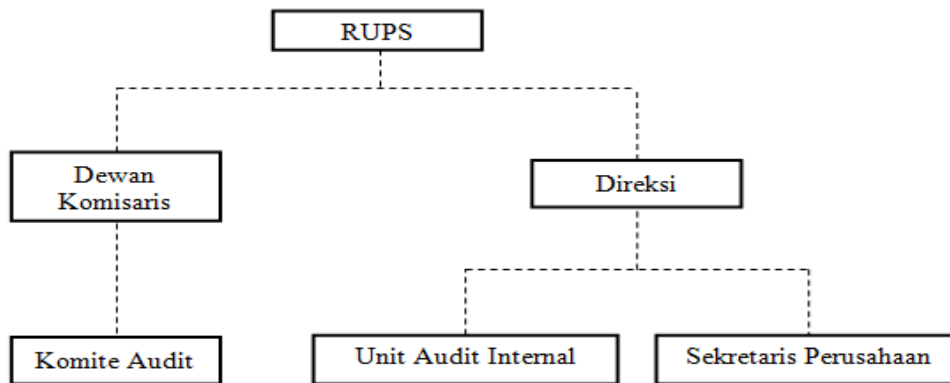 RUPS
Dewan
Komisaris
Direksi
Komite Audit
Unit Audit Internal
Sekretaris Perusahaan